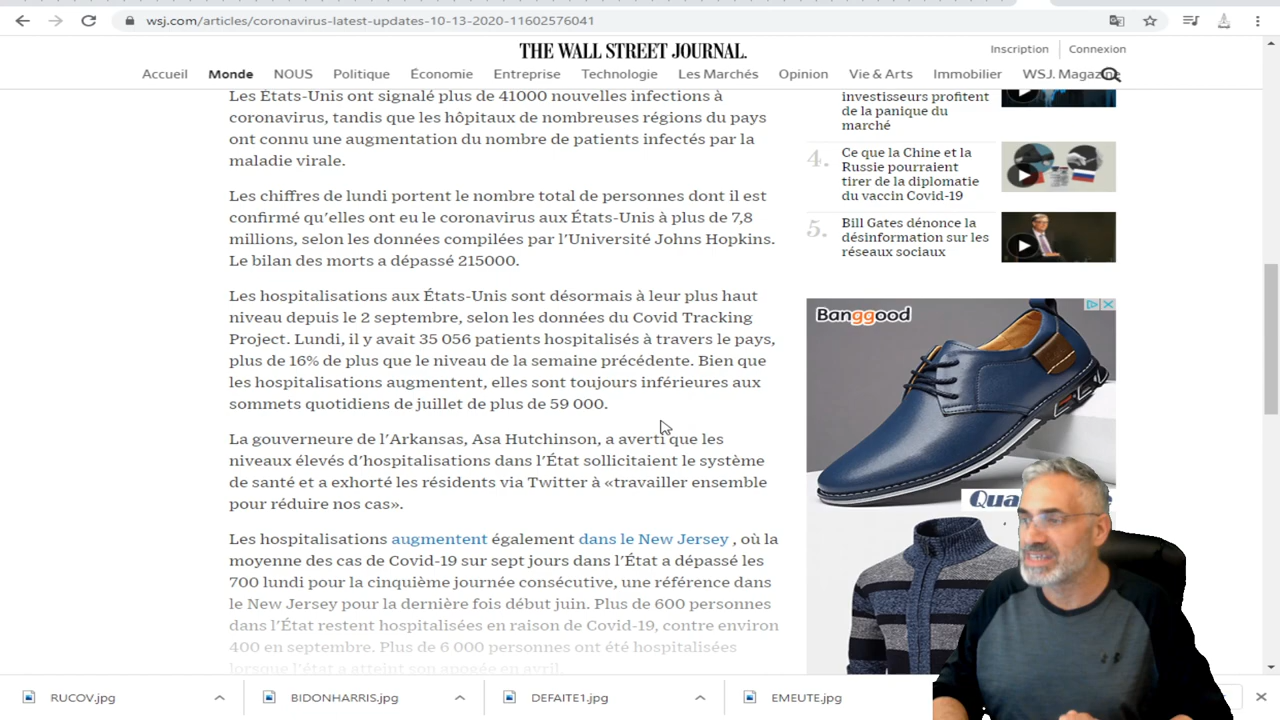 wsj.com/articles/coronavirus-latest-updates-10-13-2020-11602576041
THE WALL STREET JOURNAL.
Inscription
Connexion
Accueil Monde NOUS Politique Économie Entreprise Technologie Les Marchés Opinion Vie & Arts Immobilier WSJ. Magazine
Les États-Unis ont signalé plus de 41000 nouvelles infections à
coronavirus, tandis que les hôpitaux de nombreuses régions du pays
ont connu une augmentation du nombre de patients infectés par la
maladie virale.
Les chiffres de lundi portent le nombre total de personnes dont il est
confirmé qu'elles ont eu le coronavirus aux États-Unis à plus de 7,8
millions, selon les données compilées par l'Université Johns Hopkins.
Le bilan des morts a dépassé 215000.
Les hospitalisations aux États-Unis sont désormais à leur plus haut
niveau depuis le 2 septembre, selon les données du Covid Tracking
Project. Lundi, il y avait 35 056 patients hospitalisés à travers le pays,
plus de 16% de plus que le niveau de la semaine précédente. Bien que
les hospitalisations augmentent, elles sont toujours inférieures aux
sommets quotidiens de juillet de plus de 59 000.
La gouverneure de l'Arkansas, Asa Hutchinson, a averti que les
niveaux élevés d'hospitalisations dans l'État sollicitaient le système
de santé et a exhorté les résidents via Twitter à «travailler ensemble
pour réduire nos cas».
Les hospitalisations augmentent également dans le New Jersey , où la
moyenne des cas de Covid-19 sur sept jours dans l'État a dépassé les
700 lundi pour la cinquième journée consécutive, une référence dans
le New Jersey pour la dernière fois début juin. Plus de 600 personnes
dans l'État restent hospitalisées en raison de Covid-19, contre environ
400 en septembre. Plus de 6 000 personnes ont été hospitalisées
lorsque l'état a atteint son apogée en avril.
investisseurs profitent
de la panique du
marché
4.
Ce que la Chine et la
Russie pourraient
tirer de la diplomatie
du vaccin Covid-19
5.
Bill Gates dénonce la
désinformation sur les
réseaux sociaux
Banggood
RUCOV.jpg
BIDONHARRIS.jpg
DEFAITE1.jpg
EMEUTE.jpg